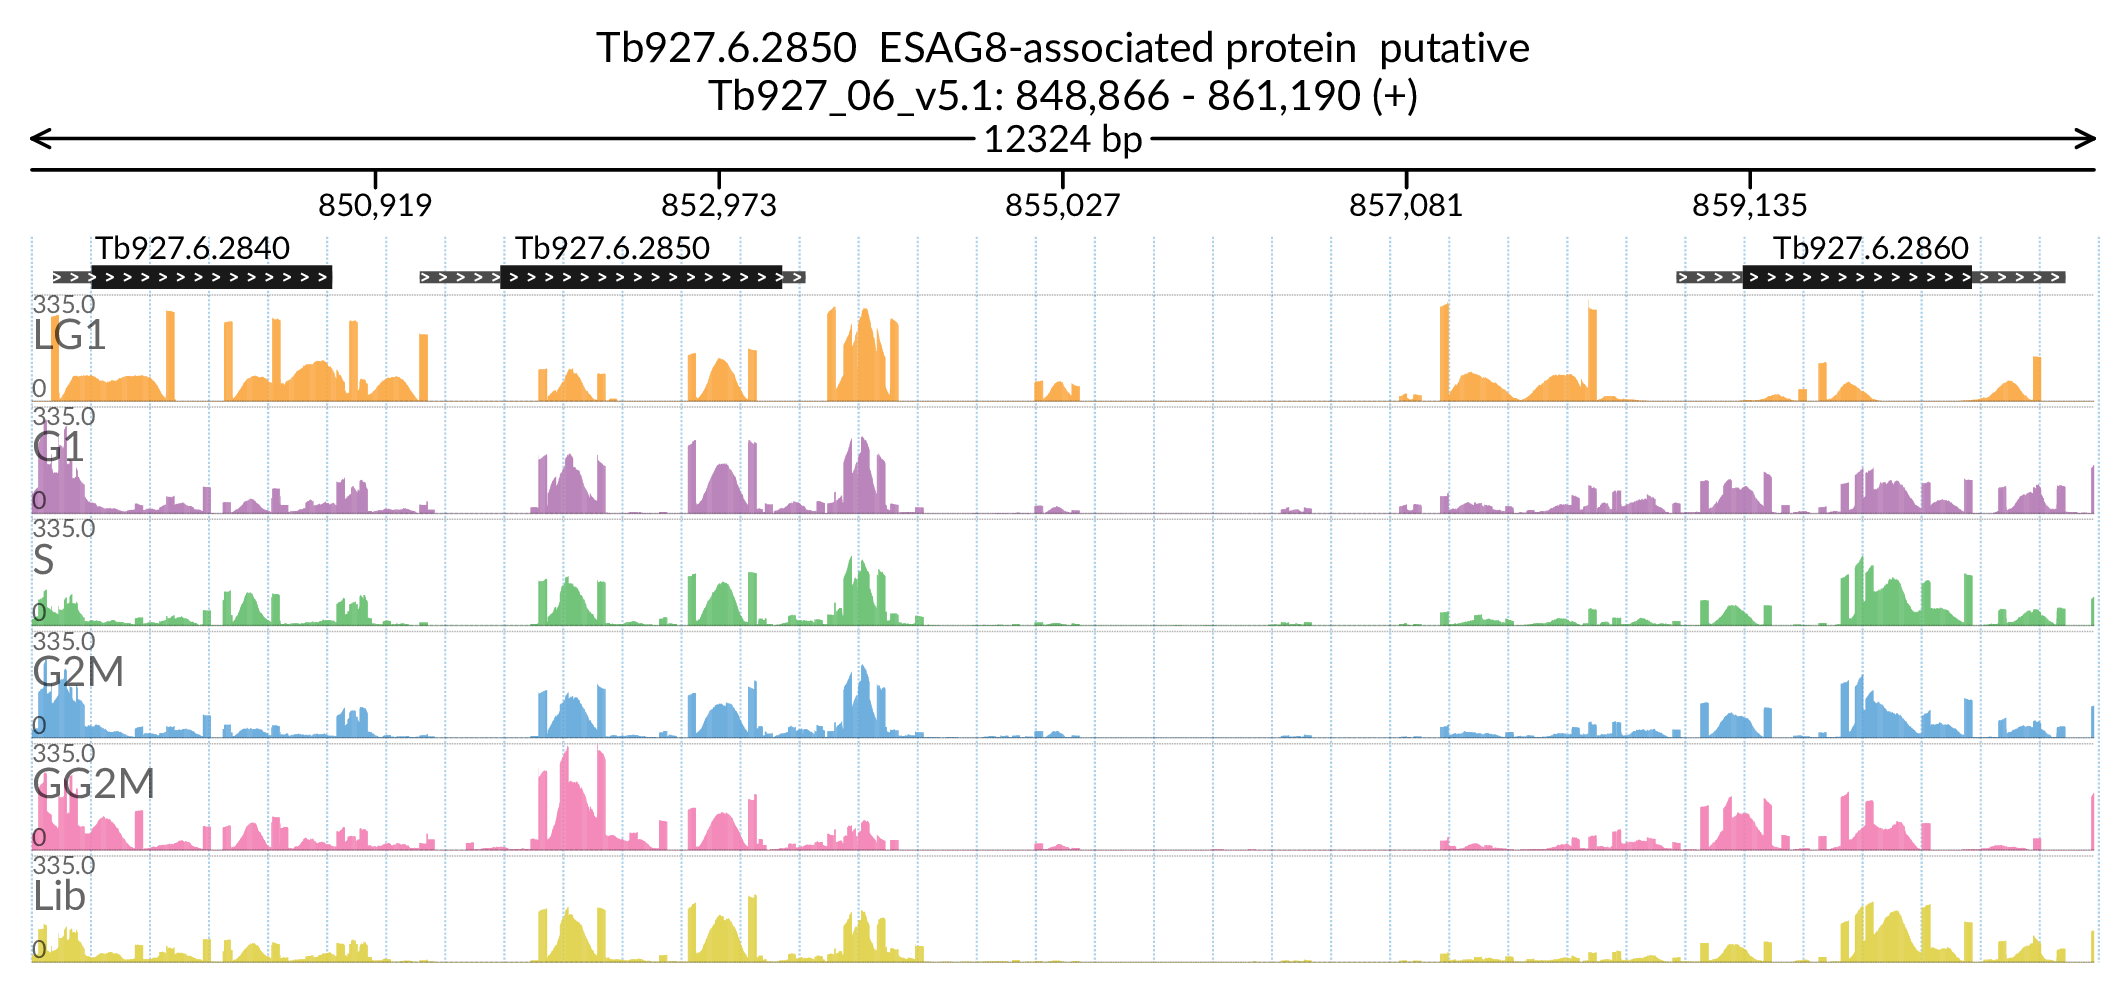 Tb927.6.2850 ESAG8-associated protein putative
Tb927_06_v5.1: 848,866 - 861,190 (+)
12324 bp
850,919 852,973 855,027 857,081 859,135
Tb927.6.2840 Tb927.6.2850 Tb927.6.2860
335.0
LG1
0
335.0
G1
0
335.0
S
0
335.0
G2M
0
335.0
GG2M
0
335.0
Lib
0